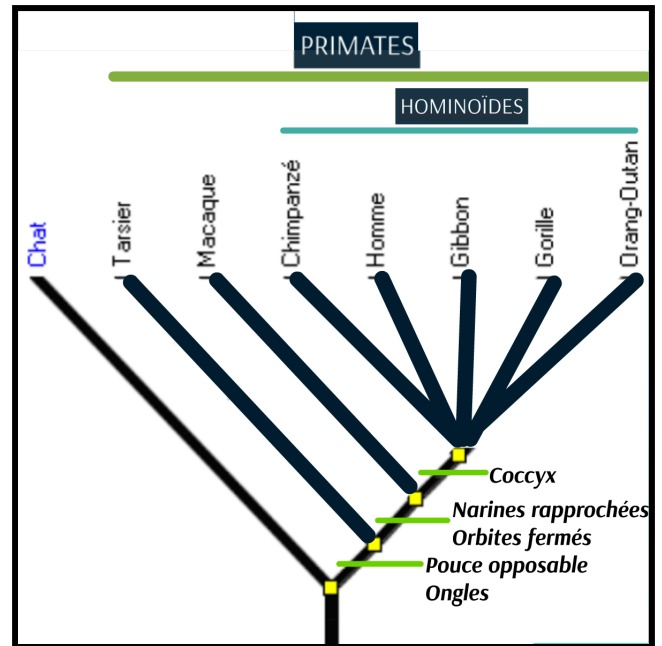 PRIMATES
HOMINOÏDES
Chat
Tarsier
Macaque
Chimpanzé
Homme
Gibbon
Gorille
Orang-Outan
Coccyx
Narines rapprochées
Orbites fermés
Pouce opposable
Ongles